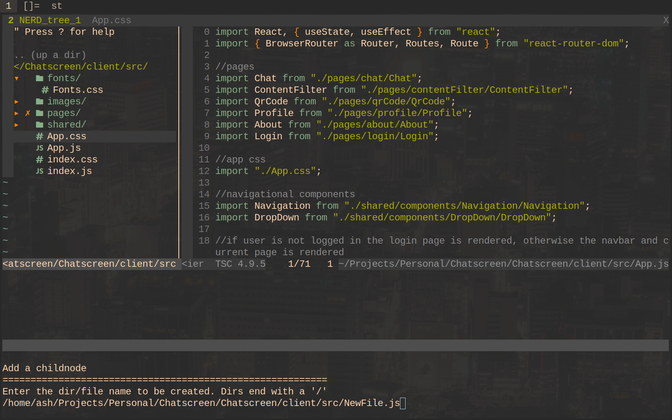 1 []= st
2 NERD_tree_1 App.css X
" Press ? for help
.. (up a dir)
</Chatscreen/client/src/
▾ fonts/
# Fonts.css
▸ images/
▸ ✗ pages/
▸ shared/
# App.css
JS App.js
# index.css
JS index.js
~
~
~
~
~
~
~
0 import React, { useState, useEffect } from "react";
1 import { BrowserRouter as Router, Routes, Route } from "react-router-dom";
2
3 //pages
4 import Chat from "./pages/chat/Chat";
5 import ContentFilter from "./pages/contentFilter/ContentFilter";
6 import QrCode from "./pages/qrCode/QrCode";
7 import Profile from "./pages/profile/Profile";
8 import About from "./pages/about/About";
9 import Login from "./pages/login/Login";
10
11 //app css
12 import "./App.css";
13
14 //navigational components
15 import Navigation from "./shared/components/Navigation/Navigation";
16 import DropDown from "./shared/components/DropDown/DropDown";
17
18 //if user is not logged in the login page is rendered, otherwise the navbar and c
urrent page is rendered
<atscreen/Chatscreen/client/src <ier TSC 4.9.5 1/71 1 ~/Projects/Personal/Chatscreen/Chatscreen/client/src/App.js
Add a childnode
==========================================================
Enter the dir/file name to be created. Dirs end with a '/'
/home/ash/Projects/Personal/Chatscreen/Chatscreen/client/src/NewFile.js